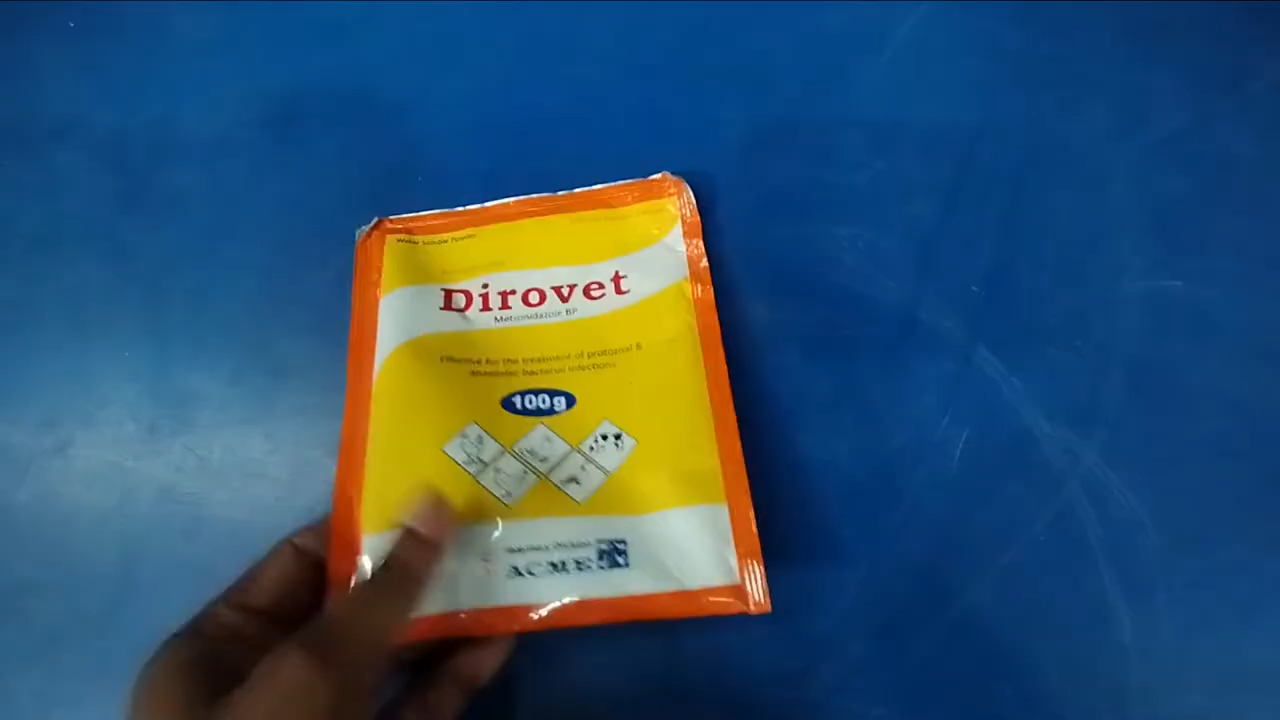 Water Soluble Powder
Dirovet
Metronidazole BP
Effective for the treatment of protozoal &
anaerobic bacterial infections
100g
ACME